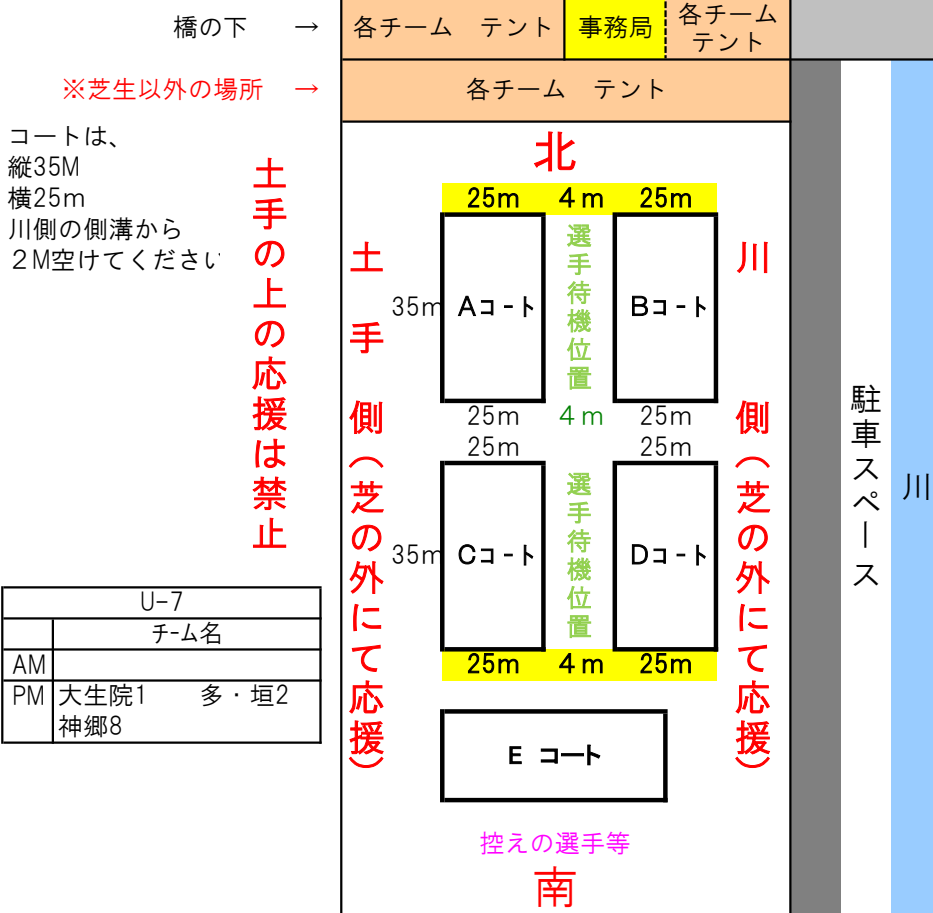 橋の下 →
各チーム テント
事務局
各チーム
テント
※芝生以外の場所 →
各チーム テント
コートは、
縦35M
横25m
川側の側溝から
２M空けてください
土手の上の応援は禁止
北
25m 4ｍ 25m
土手側(芝の外にて応援)
35m
Aコ-ト
選手待機位置
Bコ-ト
川側(芝の外にて応援)
25m 4ｍ 25m
25m 25m
35m
Cコ-ト
選手待機位置
Dコ-ト
25m 4ｍ 25m
E コート
控えの選手等
南
駐車スペース
川
U-7
チ-ム名
AM
PM 大生院1 多・垣2
神郷8